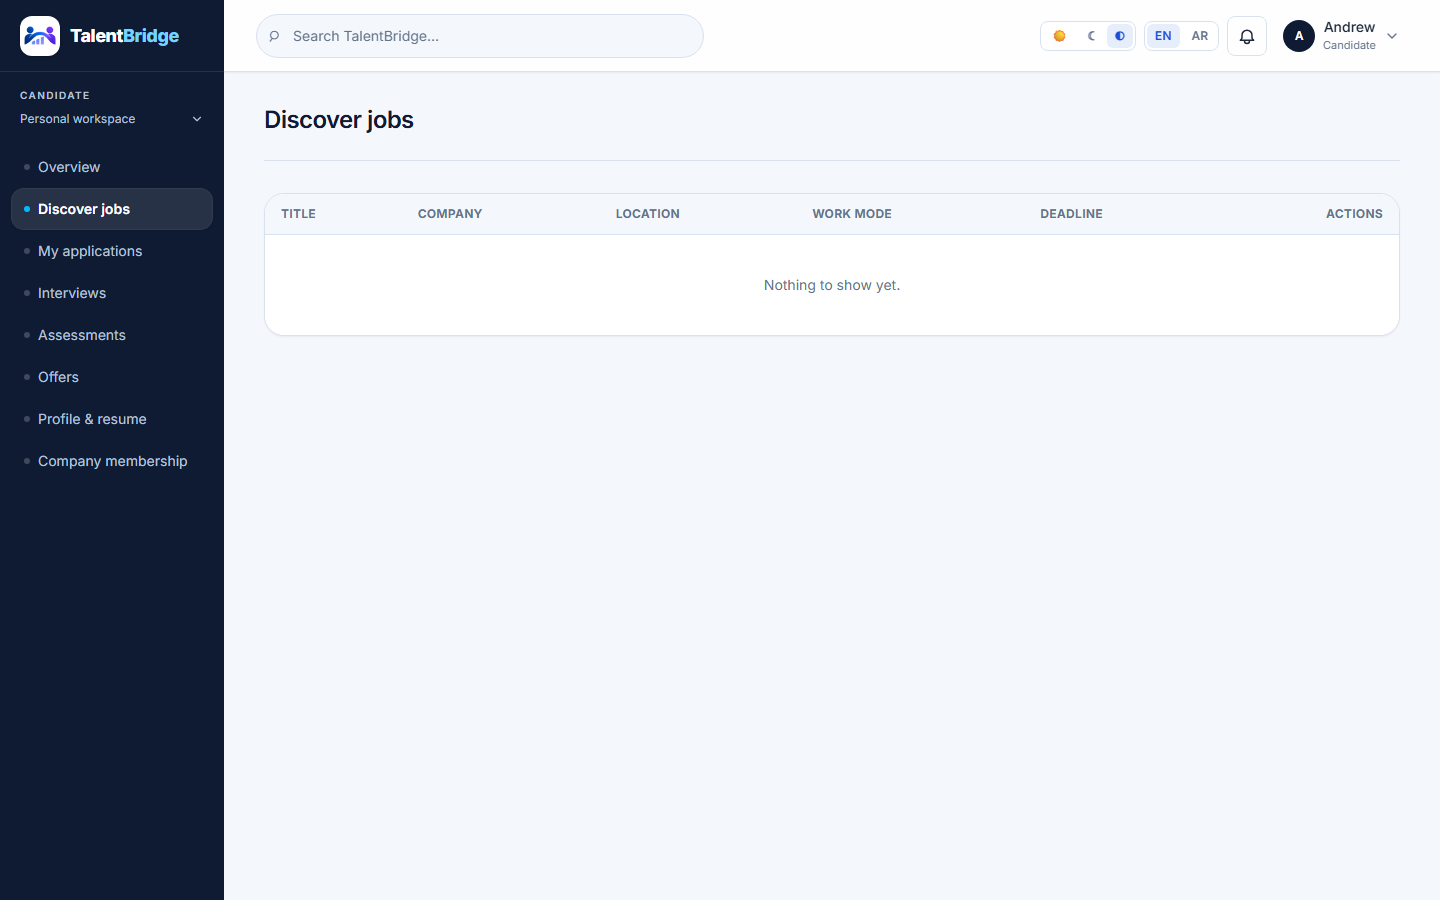 TalentBridge
Search TalentBridge...
EN AR
A
Andrew
Candidate
CANDIDATE
Personal workspace
Overview
Discover jobs
My applications
Interviews
Assessments
Offers
Profile & resume
Company membership
Discover jobs
TITLE COMPANY LOCATION WORK MODE DEADLINE ACTIONS
Nothing to show yet.